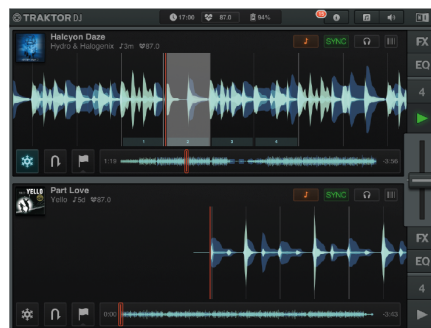 TRAKTOR DJ 17:00 87.0 94%
Halcyon Daze
Hydro & Halogenix ♪3m 87.0
SYNC
FX
EQ
4
1 2 3 4
1:19 -3:56
YELLO
Part Love
Yello ♪5d 87.0
SYNC
FX
EQ
4
0:00 -3:43